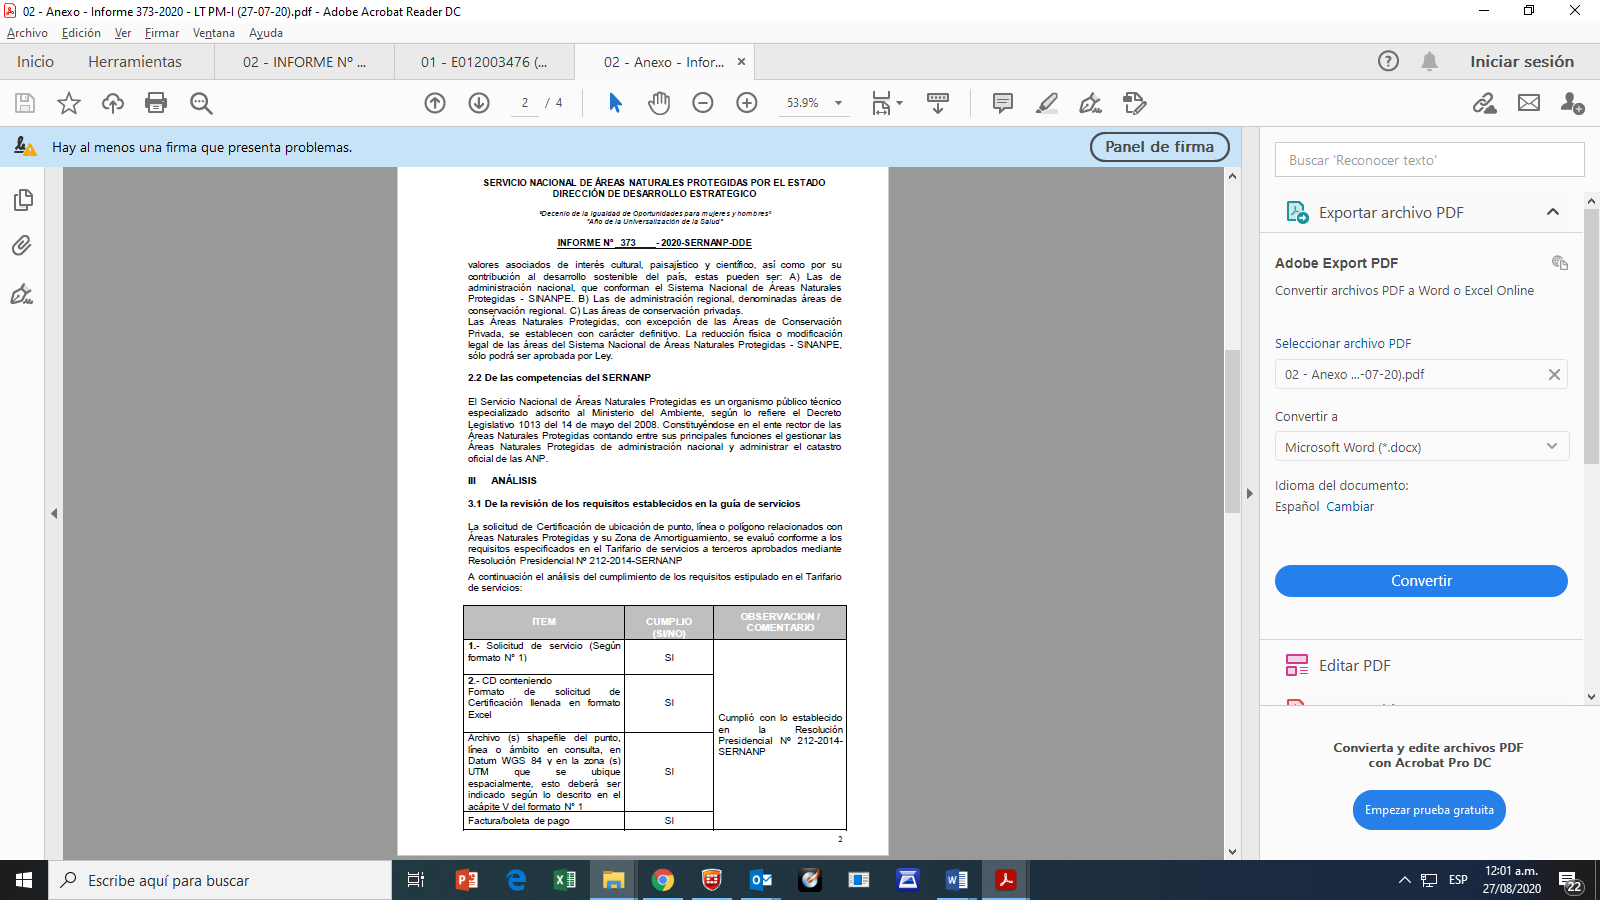 02 - Anexo - Informe 373-2020 - LT PM-I (27-07-20).pdf - Adobe Acrobat Reader DC
Archivo Edición Ver Firmar Ventana Ayuda
Inicio Herramientas 02 - INFORME Nº ... 01 - E012003476 (... 02 - Anexo - Infor... Iniciar sesión
2 / 4 53.9%
Hay al menos una firma que presenta problemas. Panel de firma
SERVICIO NACIONAL DE ÁREAS NATURALES PROTEGIDAS POR EL ESTADO
DIRECCIÓN DE DESARROLLO ESTRATEGICO
"Decenio de la Igualdad de Oportunidades para mujeres y hombres"
"Año de la Universalización de la Salud"
INFORME Nº 373 - 2020-SERNANP-DDE
valores asociados de interés cultural, paisajístico y científico, así como por su
contribución al desarrollo sostenible del país, estas pueden ser: A) Las de
administración nacional, que conforman el Sistema Nacional de Áreas Naturales
Protegidas - SINANPE. B) Las de administración regional, denominadas áreas de
conservación regional. C) Las áreas de conservación privadas.
Las Áreas Naturales Protegidas, con excepción de las Áreas de Conservación
Privada, se establecen con carácter definitivo. La reducción física o modificación
legal de las áreas del Sistema Nacional de Áreas Naturales Protegidas - SINANPE,
sólo podrá ser aprobada por Ley.
2.2 De las competencias del SERNANP
El Servicio Nacional de Áreas Naturales Protegidas es un organismo público técnico
especializado adscrito al Ministerio del Ambiente, según lo refiere el Decreto
Legislativo 1013 del 14 de mayo del 2008. Constituyéndose en el ente rector de las
Áreas Naturales Protegidas contando entre sus principales funciones el gestionar las
Áreas Naturales Protegidas de administración nacional y administrar el catastro
oficial de las ANP.
III ANÁLISIS
3.1 De la revisión de los requisitos establecidos en la guía de servicios
La solicitud de Certificación de ubicación de punto, línea o polígono relacionados con
Áreas Naturales Protegidas y su Zona de Amortiguamiento, se evaluó conforme a los
requisitos especificados en el Tarifario de servicios a terceros aprobados mediante
Resolución Presidencial Nº 212-2014-SERNANP
A continuación el análisis del cumplimiento de los requisitos estipulado en el Tarifario
de servicios:
ITEM
CUMPLIO
(SI/NO)
OBSERVACION /
COMENTARIO
1.- Solicitud de servicio (Según
formato N° 1)
SI
2.- CD conteniendo
Formato de solicitud de
Certificación llenada en formato
Excel
SI
Archivo (s) shapefile del punto,
línea o ámbito en consulta, en
Datum WGS 84 y en la zona (s)
UTM que se ubique
espacialmente, esto deberá ser
indicado según lo descrito en el
acápite V del formato N° 1
SI
Factura/boleta de pago
SI
Cumplió con lo establecido
en la Resolución
Presidencial Nº 212-2014-
SERNANP
2
Buscar 'Reconocer texto'
Exportar archivo PDF
Adobe Export PDF
Convertir archivos PDF a Word o Excel Online
Seleccionar archivo PDF
02 - Anexo ...-07-20).pdf
Convertir a
Microsoft Word (*.docx)
Idioma del documento:
Español Cambiar
Convertir
Editar PDF
Convierta y edite archivos PDF
con Acrobat Pro DC
Empezar prueba gratuita
Escribe aquí para buscar
ESP
12:01 a.m.
27/08/2020
22